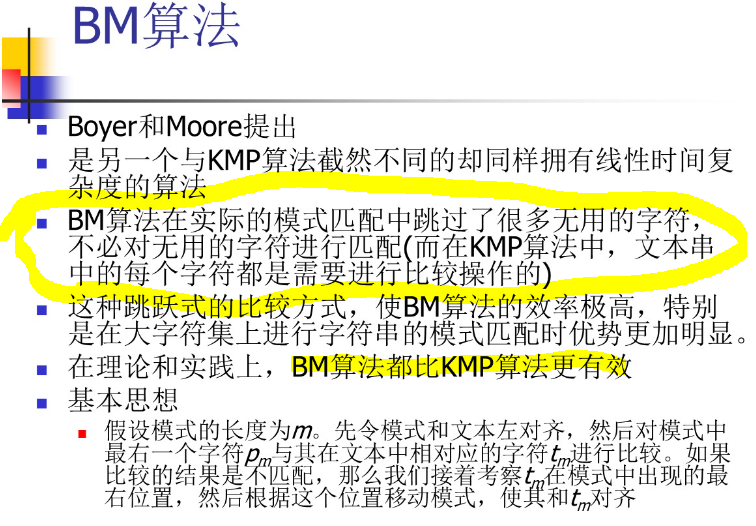 BM算法
Boyer和Moore提出
是另一个与KMP算法截然不同的却同样拥有线性时间复
杂度的算法
BM算法在实际的模式匹配中跳过了很多无用的字符，
不必对无用的字符进行匹配(而在KMP算法中，文本串
中的每个字符都是需要进行比较操作的)
这种跳跃式的比较方式，使BM算法的效率极高，特别
是在大字符集上进行字符串的模式匹配时优势更加明显。
在理论和实践上，BM算法都比KMP算法更有效
基本思想
假设模式的长度为m。先令模式和文本左对齐，然后对模式中
最右一个字符pm与其在文本中相对应的字符tm进行比较。如果
比较的结果是不匹配，那么我们接着考察tm在模式中出现的最
右位置，然后根据这个位置移动模式，使其和tm对齐